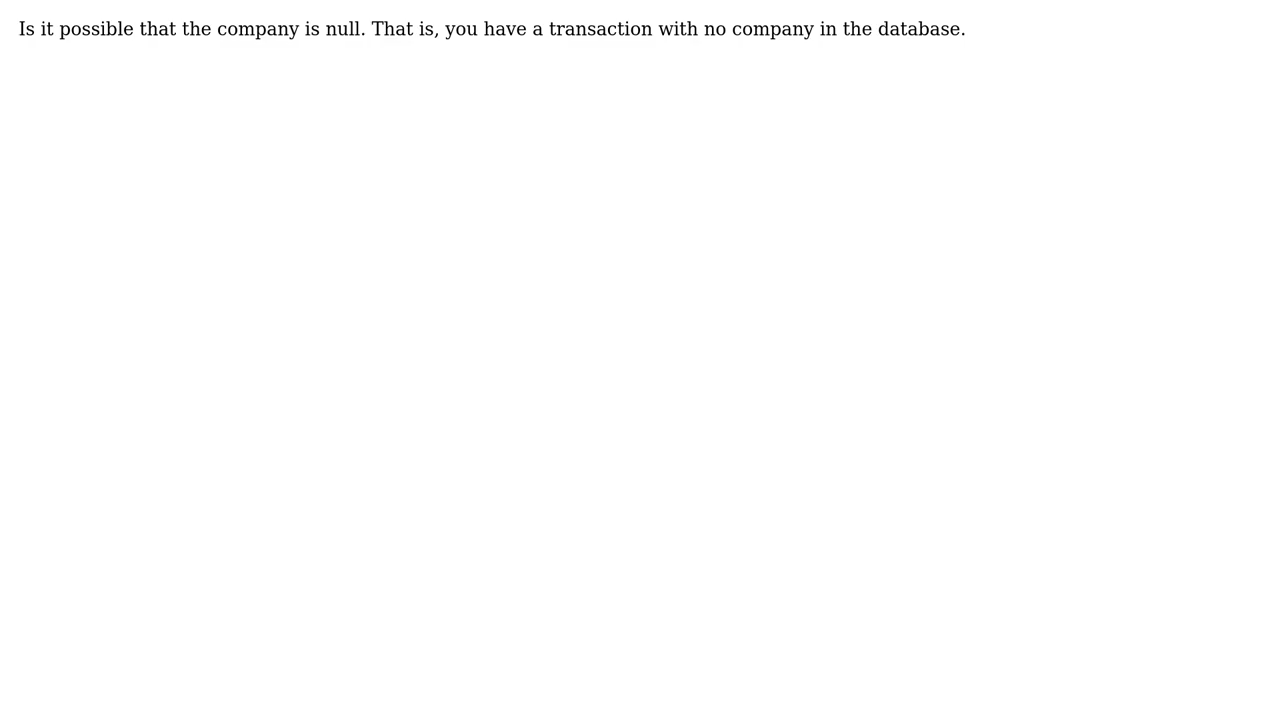 Is it possible that the company is null. That is, you have a transaction with no company in the database.